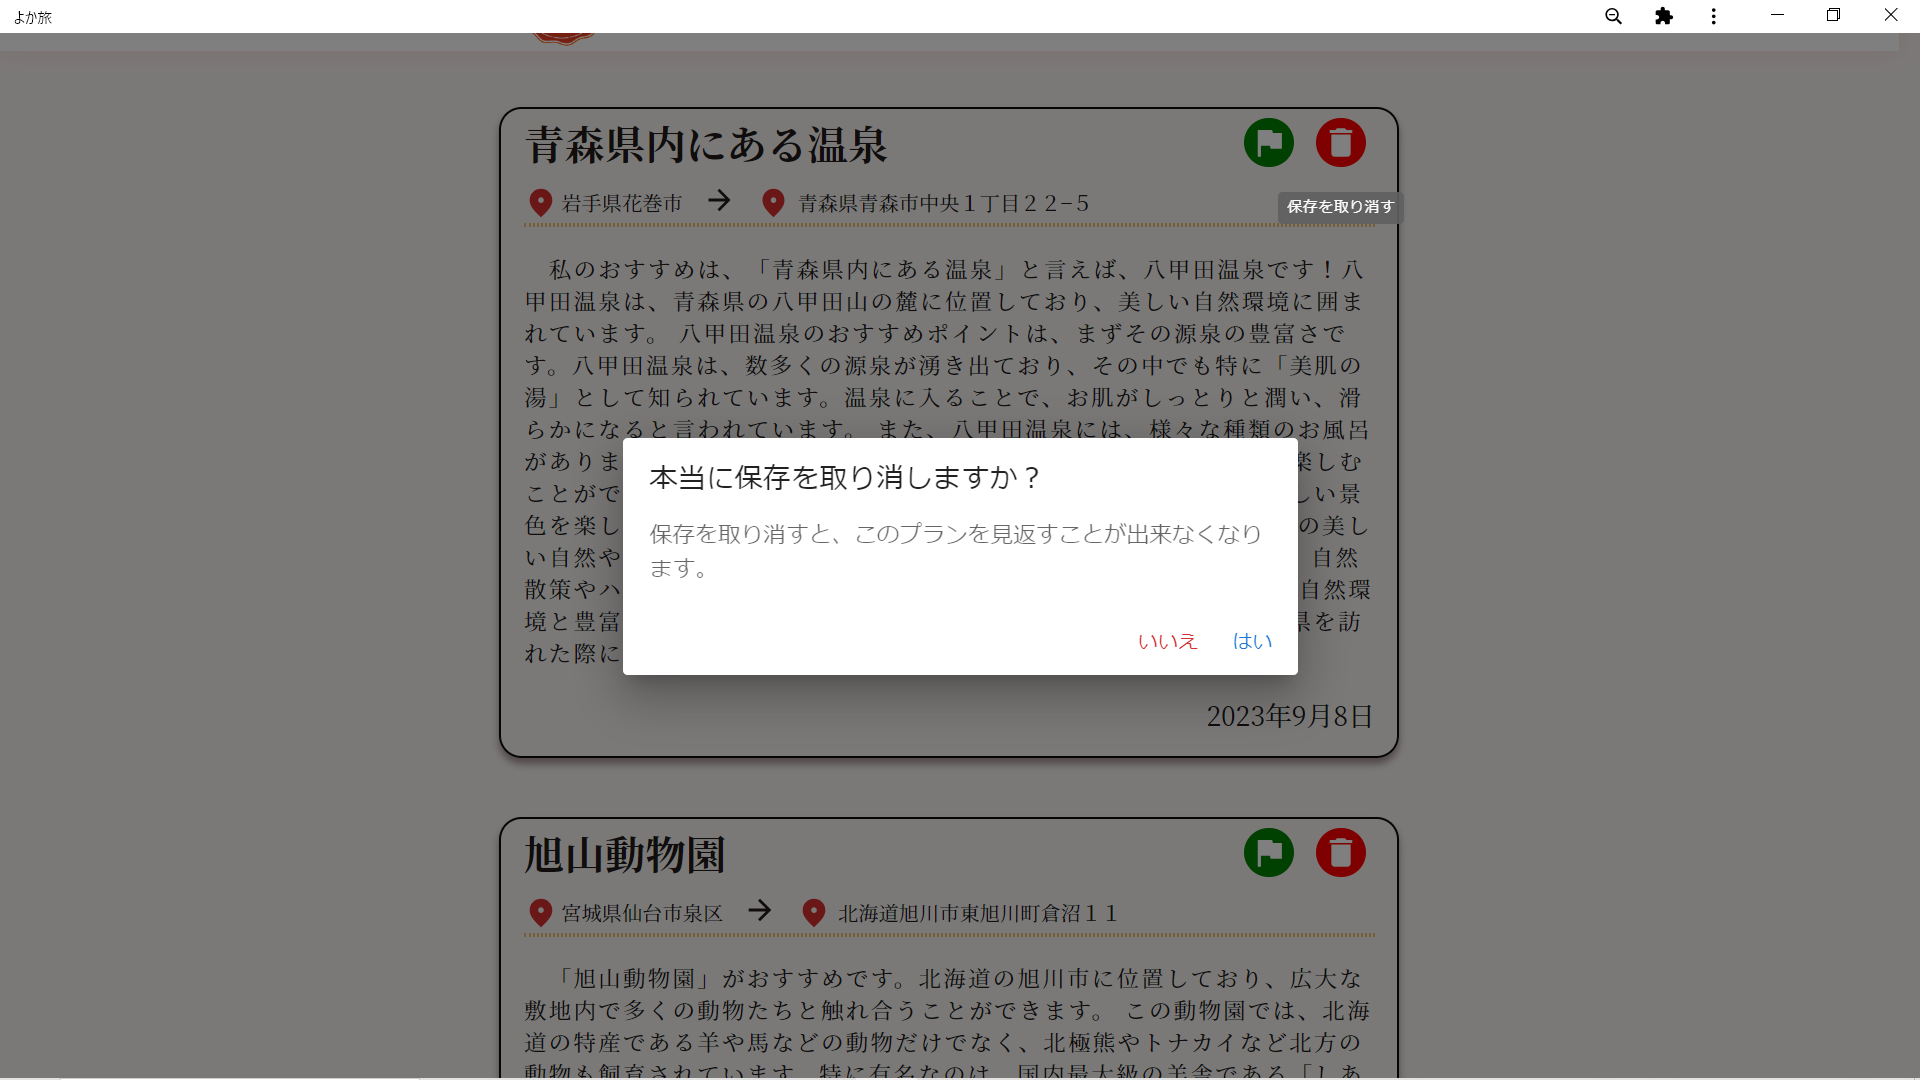 よか旅
青森県内にある温泉
岩手県花巻市 → 青森県青森市中央１丁目２２−５
保存を取り消す
私のおすすめは、「青森県内にある温泉」と言えば、八甲田温泉です！八
甲田温泉は、青森県の八甲田山の麓に位置しており、美しい自然環境に囲ま
れています。 八甲田温泉のおすすめポイントは、まずその源泉の豊富さで
す。八甲田温泉は、数多くの源泉が湧き出ており、その中でも特に「美肌の
湯」として知られています。温泉に入ることで、お肌がしっとりと潤い、滑
らかになると言われています。 また、八甲田温泉には、様々な種類のお風呂
がありま
楽しむ
ことがで
しい景
色を楽し
の美し
い自然や
自然
散策やハ
自然環
境と豊富
県を訪
れた際に
本当に保存を取り消しますか？
保存を取り消すと、このプランを見返すことが出来なくなり
ます。
いいえ はい
2023年9月8日
旭山動物園
宮城県仙台市泉区 → 北海道旭川市東旭川町倉沼１１
「旭山動物園」がおすすめです。北海道の旭川市に位置しており、広大な
敷地内で多くの動物たちと触れ合うことができます。 この動物園では、北海
道の特産である羊や馬などの動物だけでなく、北極熊やトナカイなど北方の
動物も飼育されています。特に有名なのは、国内最大級の羊舎である「しあ